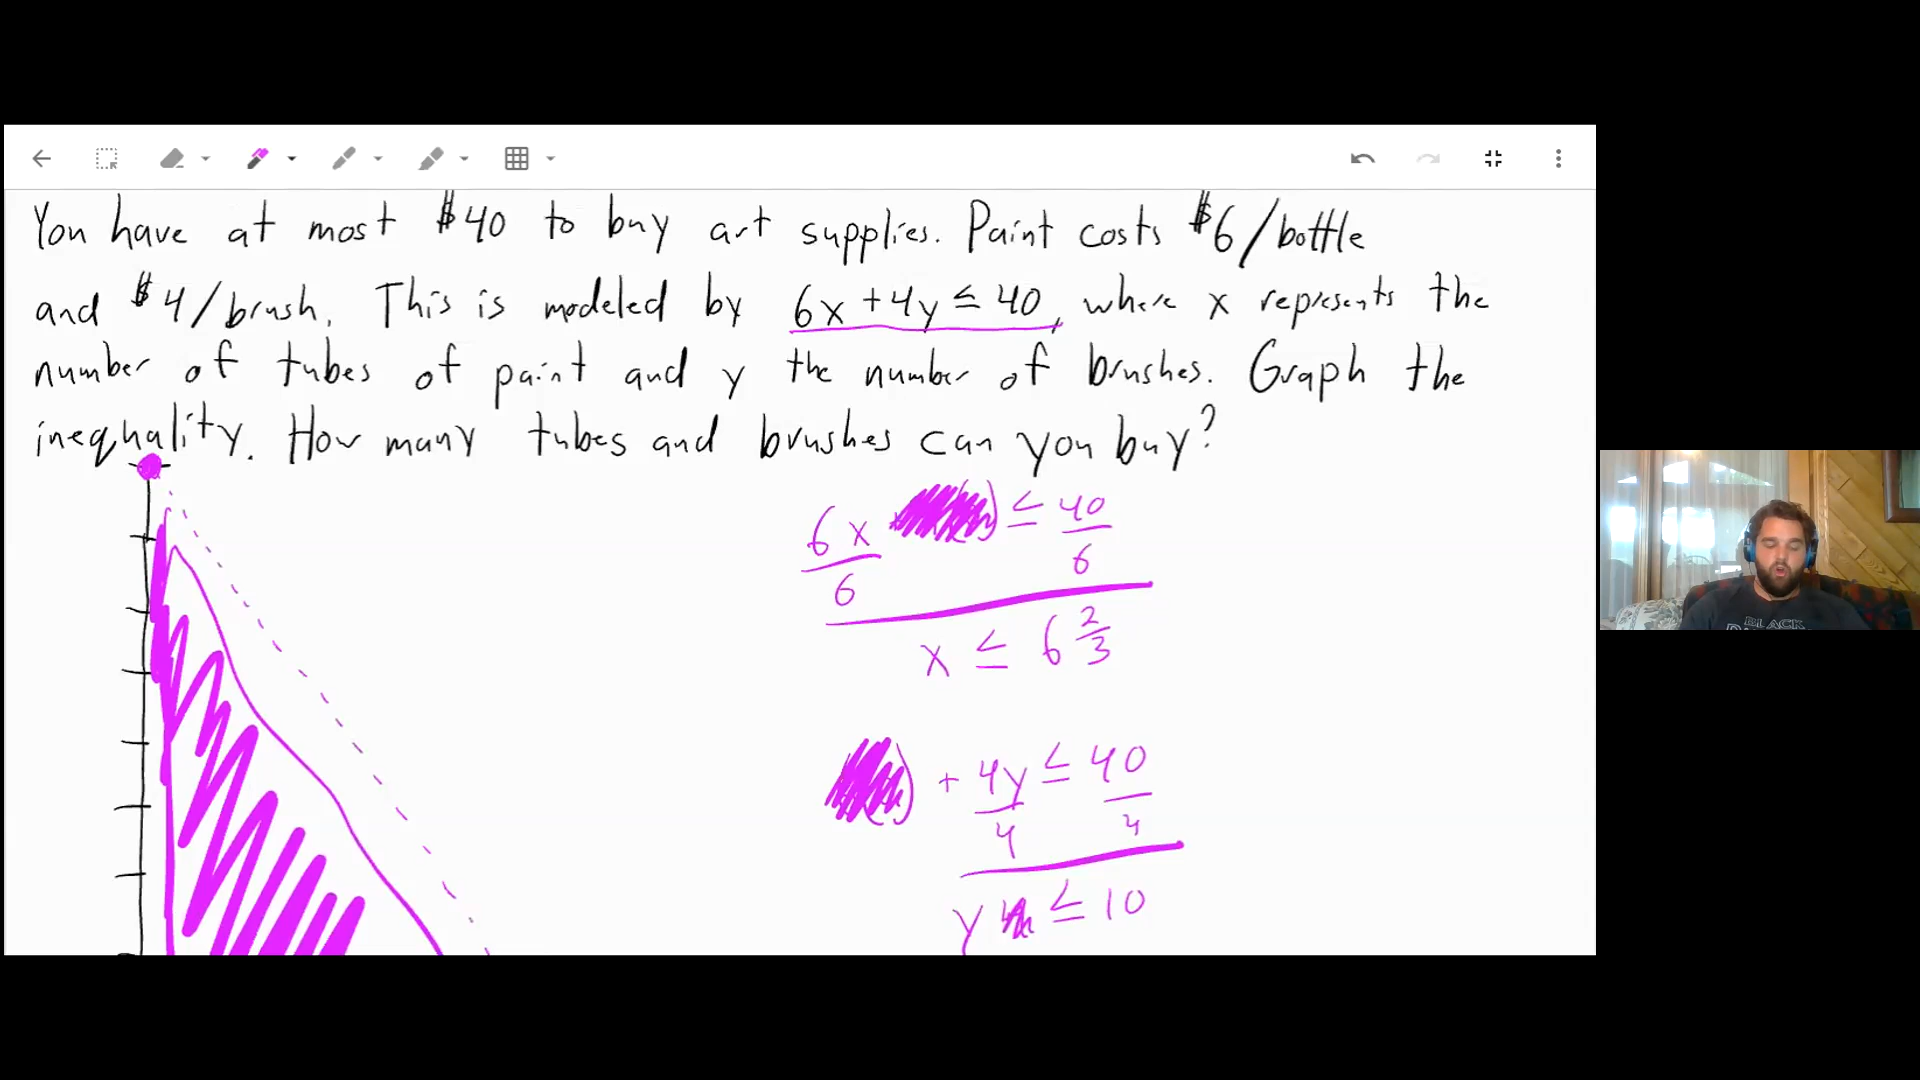 You have at most $40 to buy art supplies. Paint costs $6/bottle
and $4/brush. This is modeled by 6x + 4y ≤ 40, where x represents the
number of tubes of paint and y the number of brushes. Graph the
inequality. How many tubes and brushes can you buy?
6x ≤ 40
6 6
x ≤ 6 2/3
+ 4y ≤ 40
4 4
y ≤ 10
BLACK